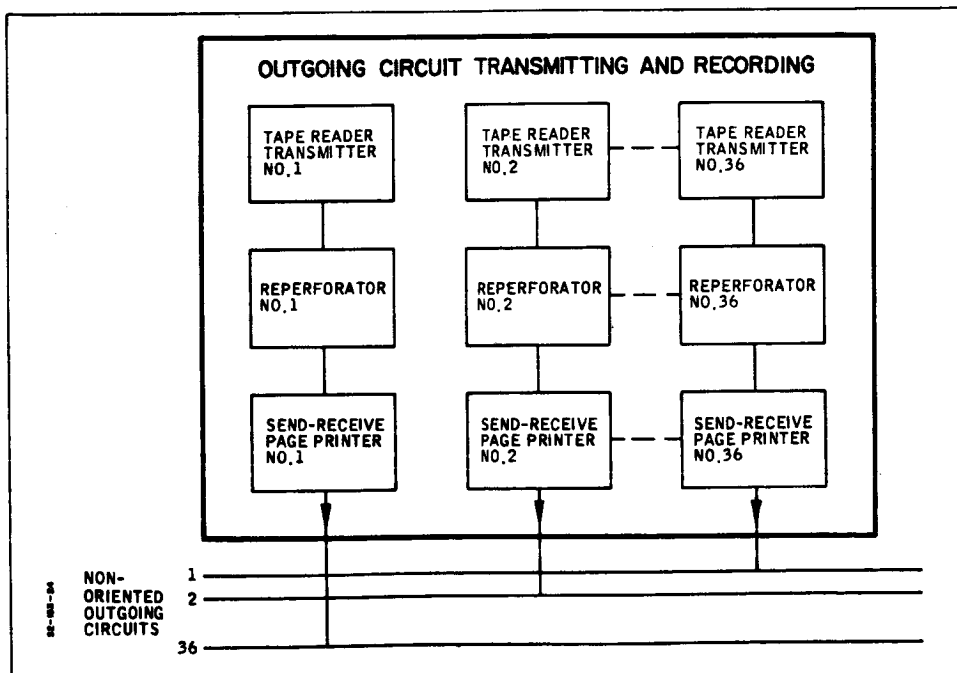 OUTGOING CIRCUIT TRANSMITTING AND RECORDING
TAPE READER
TRANSMITTER
NO.1
TAPE READER
TRANSMITTER
NO.2
TAPE READER
TRANSMITTER
NO.36
REPERFORATOR
NO.1
REPERFORATOR
NO.2
REPERFORATOR
NO.36
SEND-RECEIVE
PAGE PRINTER
NO.1
SEND-RECEIVE
PAGE PRINTER
NO.2
SEND-RECEIVE
PAGE PRINTER
NO.36
NON-
ORIENTED
OUTGOING
CIRCUITS
1
2
36